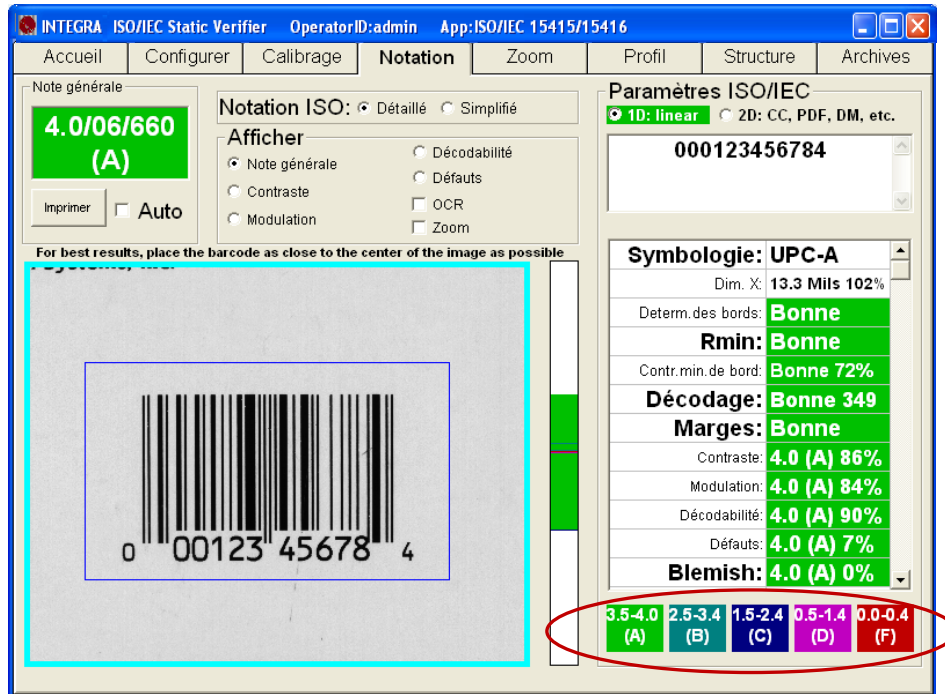 INTEGRA ISO/IEC Static Verifier OperatorID:admin App:ISO/IEC 15415/15416
Accueil Configurer Calibrage Notation Zoom Profil Structure Archives
Note générale
4.0/06/660
(A)
Imprimer Auto
Notation ISO: Détaillé Simplifié
Afficher
Note générale
Contraste
Modulation
Décodabilité
Défauts
OCR
Zoom
Paramètres ISO/IEC
1D: linear 2D: CC, PDF, DM, etc.
000123456784
For best results, place the barcode as close to the center of the image as possible
0 00123 45678 4
Symbologie: UPC-A
Dim. X: 13.3 Mils 102%
Determ.des bords: Bonne
Rmin: Bonne
Contr.min.de bord: Bonne 72%
Décodage: Bonne 349
Marges: Bonne
Contraste: 4.0 (A) 86%
Modulation: 4.0 (A) 84%
Décodabilité: 4.0 (A) 90%
Défauts: 4.0 (A) 7%
Blemish: 4.0 (A) 0%
3.5-4.0 2.5-3.4 1.5-2.4 0.5-1.4 0.0-0.4
(A) (B) (C) (D) (F)